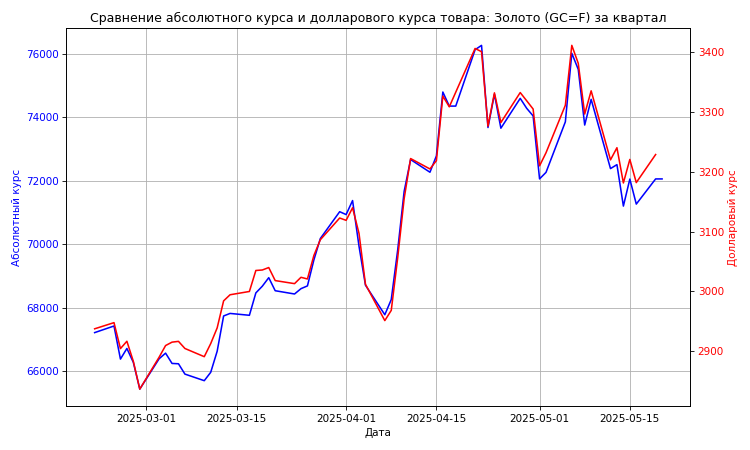 Сравнение абсолютного курса и долларового курса товара: Золото (GC=F) за квартал
76000
74000
72000
70000
68000
66000
Абсолютный курс
3400
3300
3200
3100
3000
2900
Долларовый курс
2025-03-01 2025-03-15 2025-04-01 2025-04-15 2025-05-01 2025-05-15
Дата